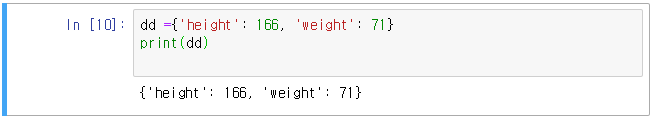 In [10]: dd ={'height': 166, 'weight': 71}
print(dd)
{'height': 166, 'weight': 71}